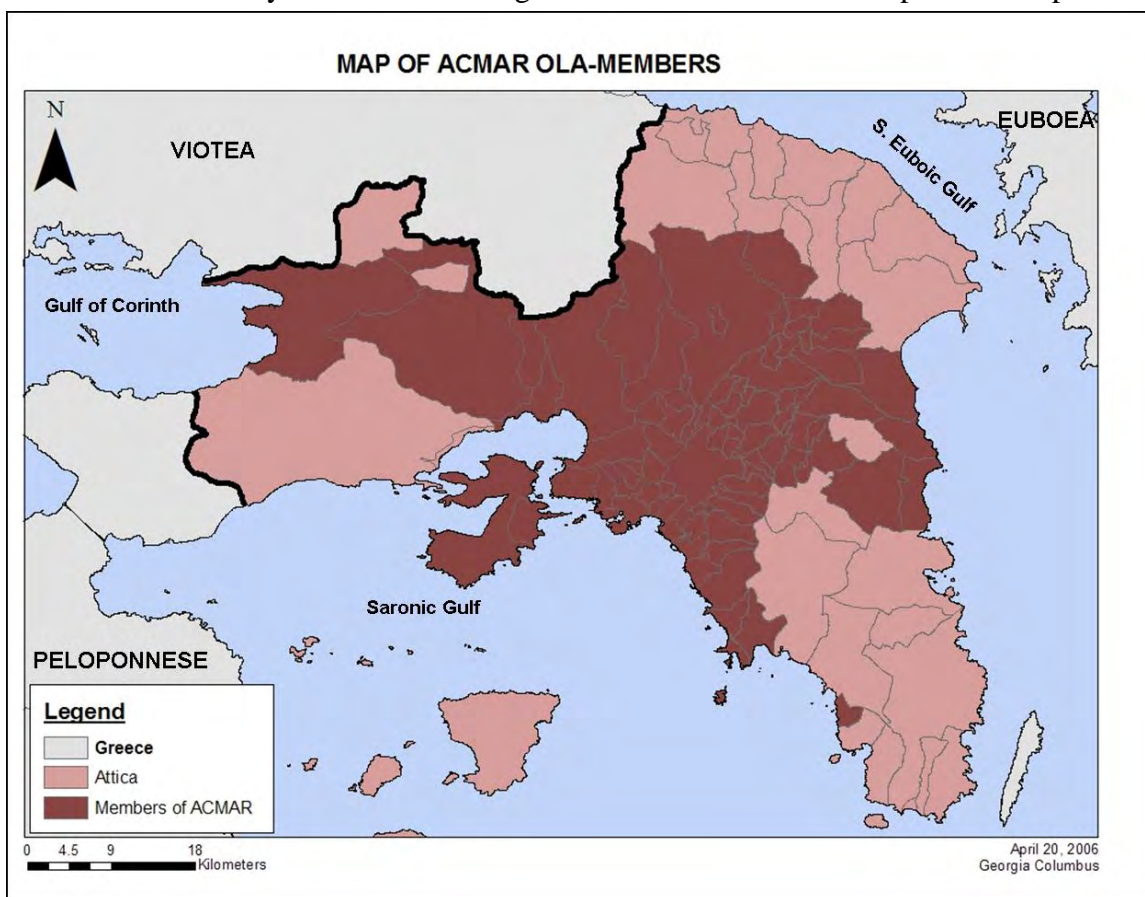 MAP OF ACMAR OLA-MEMBERS
N
VIOTEA
EUBOEA
S. Euboic Gulf
Gulf of Corinth
Saronic Gulf
PELOPONNESE
Legend
Greece
Attica
Members of ACMAR
0 4.5 9 18
Kilometers
April 20, 2006
Georgia Columbus